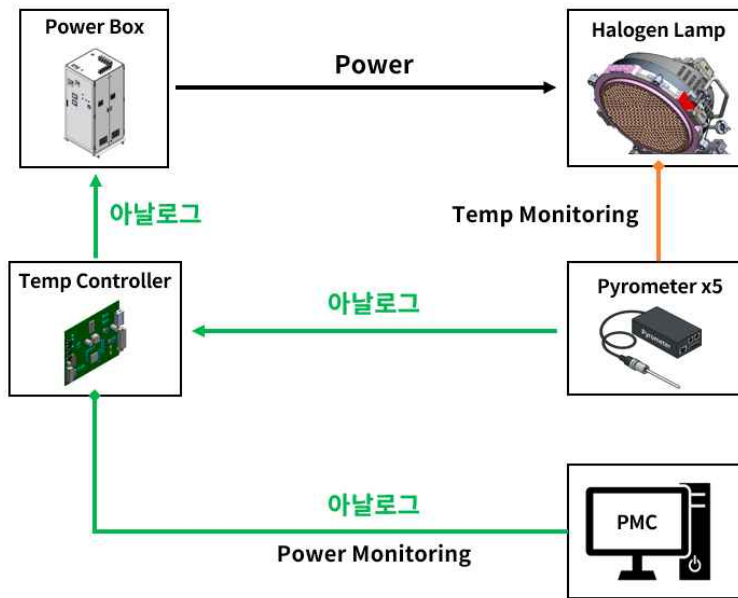 Power Box
Halogen Lamp
Power
아날로그
Temp Monitoring
Temp Controller
아날로그
Pyrometer x5
Pyrometer
아날로그
PMC
Power Monitoring